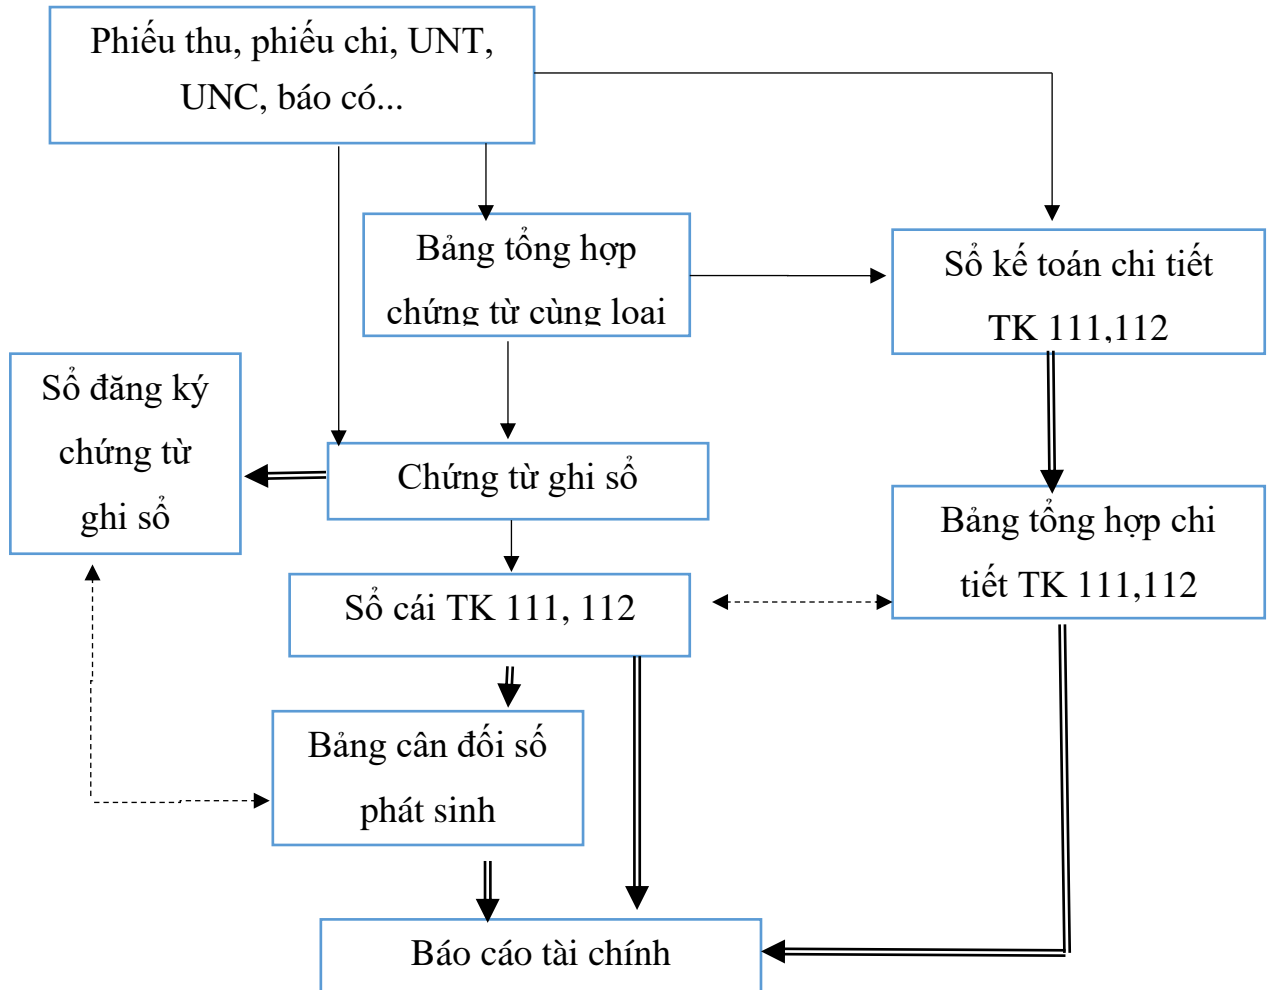 Phiếu thu, phiếu chi, UNT,
UNC, báo có...
Bảng tổng hợp
chứng từ cùng loại
Sổ kế toán chi tiết
TK 111,112
Sổ đăng ký
chứng từ
ghi sổ
Chứng từ ghi sổ
Bảng tổng hợp chi
tiết TK 111,112
Sổ cái TK 111, 112
Bảng cân đối số
phát sinh
Báo cáo tài chính